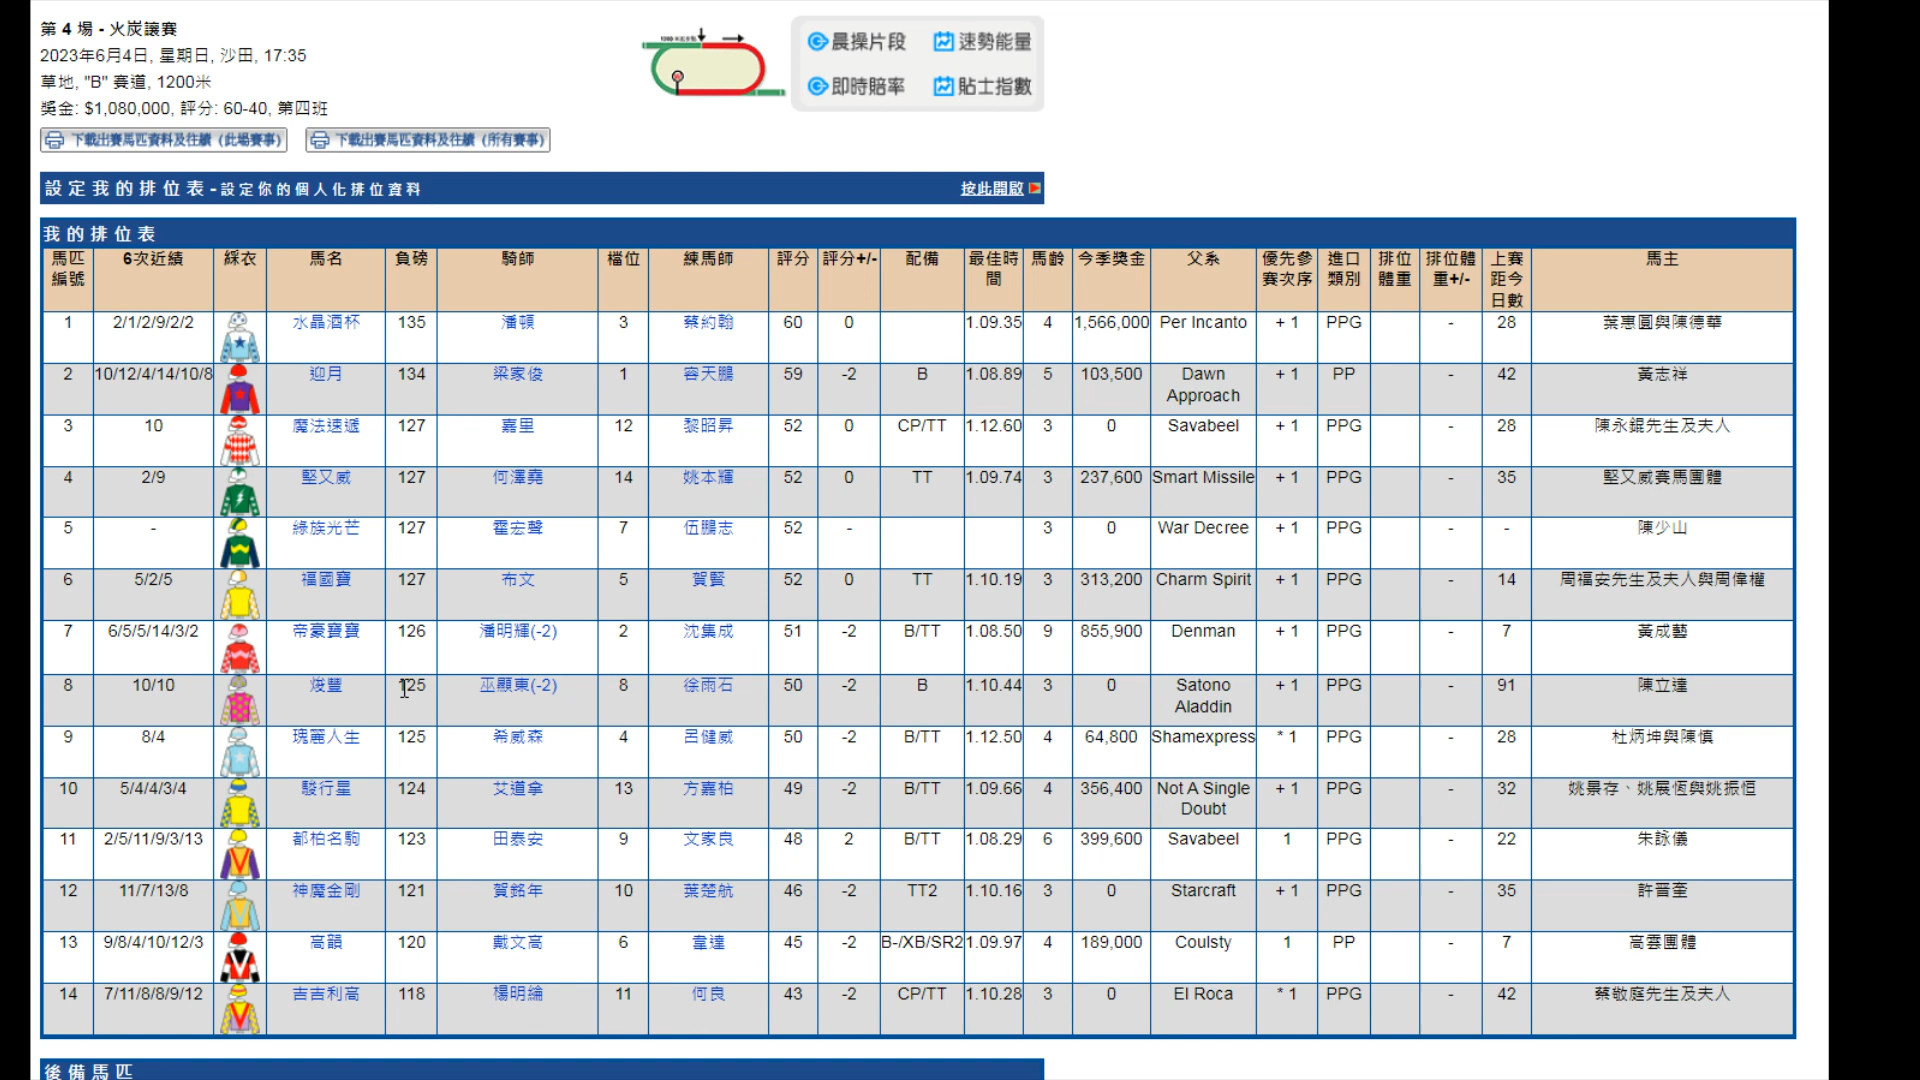 第 4 場 - 火炭讓賽
2023年6月4日, 星期日, 沙田, 17:35
草地, "B" 賽道, 1200米
獎金: $1,080,000, 評分: 60-40, 第四班
晨操片段 速勢能量
即時賠率 貼士指數
下載出賽馬匹資料及往績 (此場賽事) 下載出賽馬匹資料及往績 (所有賽事)
設定我的排位表-設定你的個人化排位資料 按此開啟
我的排位表
馬匹編號 6次近績 綵衣 馬名 負磅 騎師 檔位 練馬師 評分 評分+/- 配備 最佳時間 馬齡 今季獎金 父系 優先參賽次序 進口類別 排位體重 排位體重+/- 上賽距今日數 馬主
1 2/1/2/9/2/2 水晶酒杯 135 潘頓 3 蔡約翰 60 0 1.09.35 4 1,566,000 Per Incanto + 1 PPG - 28 葉惠圓與陳德華
2 10/12/4/14/10/8 迎月 134 梁家俊 1 容天鵬 59 -2 B 1.08.89 5 103,500 Dawn Approach + 1 PP - 42 黃志祥
3 10 魔法速遞 127 嘉里 12 黎昭昇 52 0 CP/TT 1.12.60 3 0 Savabeel + 1 PPG - 28 陳永錕先生及夫人
4 2/9 堅又威 127 何澤堯 14 姚本輝 52 0 TT 1.09.74 3 237,600 Smart Missile + 1 PPG - 35 堅又威賽馬團體
5 - 綠族光芒 127 霍宏聲 7 伍鵬志 52 - 3 0 War Decree + 1 PPG - - 陳少山
6 5/2/5 福國寶 127 布文 5 賀賢 52 0 TT 1.10.19 3 313,200 Charm Spirit + 1 PPG - 14 周福安先生及夫人與周偉權
7 6/5/5/14/3/2 帝豪寶寶 126 潘明輝(-2) 2 沈集成 51 -2 B/TT 1.08.50 9 855,900 Denman + 1 PPG - 7 黃成藝
8 10/10 焌豐 125 巫顯東(-2) 8 徐雨石 50 -2 B 1.10.44 3 0 Satono Aladdin + 1 PPG - 91 陳立達
9 8/4 瑰麗人生 125 希威森 4 呂健威 50 -2 B/TT 1.12.50 4 64,800 Shamexpress * 1 PPG - 28 杜炳坤與陳慎
10 5/4/4/3/4 駿行星 124 艾道拿 13 方嘉柏 49 -2 B/TT 1.09.66 4 356,400 Not A Single Doubt + 1 PPG - 32 姚景存、姚展恆與姚振恒
11 2/5/11/9/3/13 都柏名駒 123 田泰安 9 文家良 48 2 B/TT 1.08.29 6 399,600 Savabeel 1 PPG - 22 朱詠儀
12 11/7/13/8 神魔金剛 121 賀銘年 10 葉楚航 46 -2 TT2 1.10.16 3 0 Starcraft + 1 PPG - 35 許晉奎
13 9/8/4/10/12/3 高韻 120 戴文高 6 韋達 45 -2 B-/XB/SR2 1.09.97 4 189,000 Coulsty 1 PP - 7 高雲團體
14 7/11/8/8/9/12 吉吉利高 118 楊明綸 11 何良 43 -2 CP/TT 1.10.28 3 0 El Roca * 1 PPG - 42 蔡敬庭先生及夫人
後備馬匹